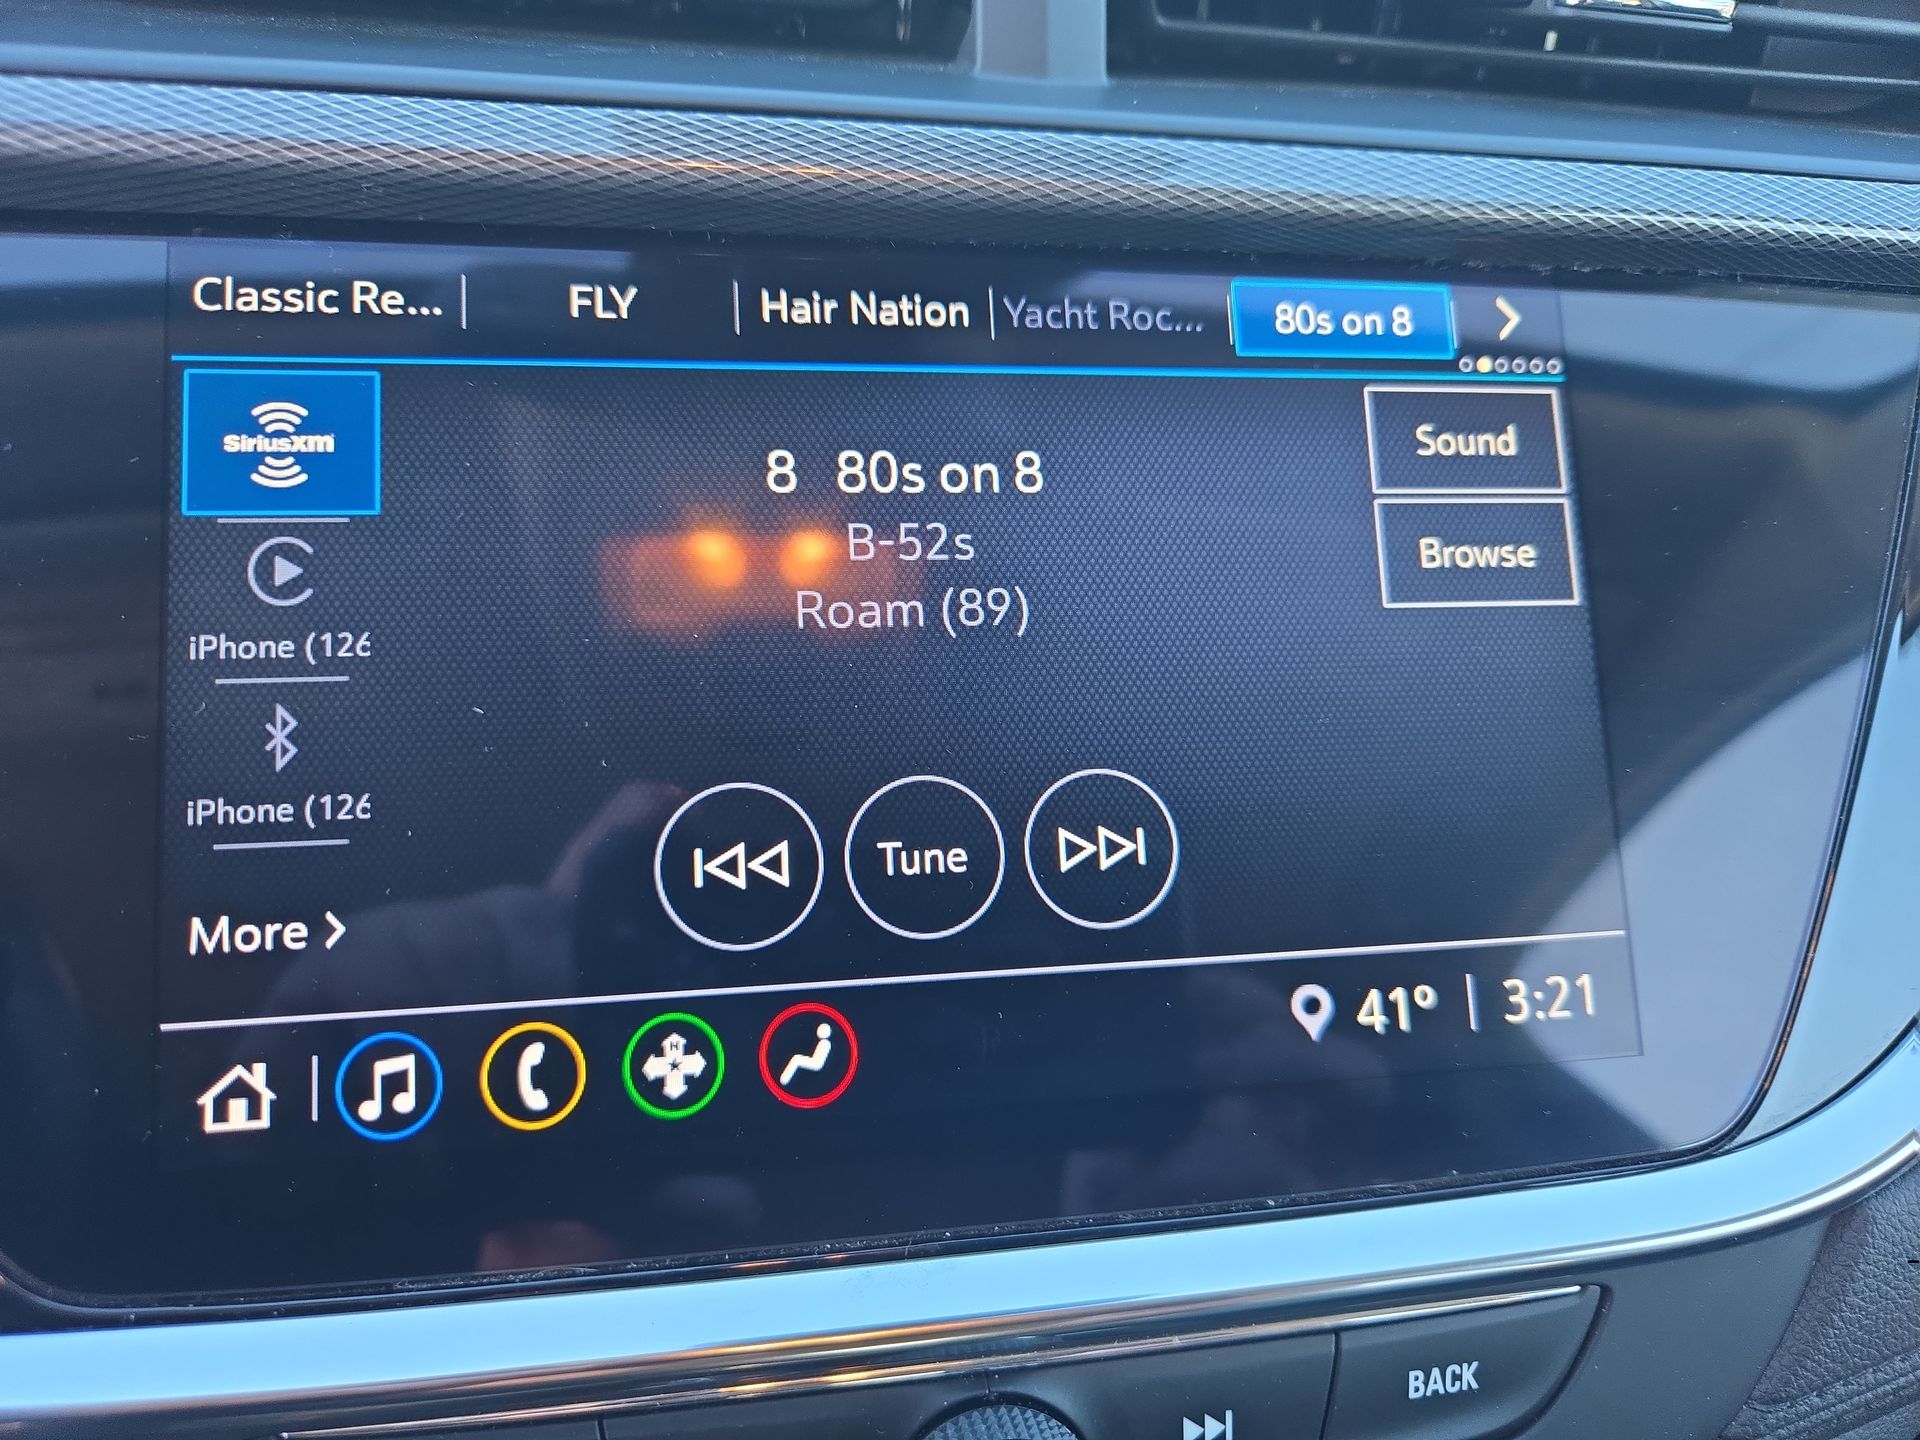 Classic Re... | FLY | Hair Nation | Yacht Roc... 80s on 8
SiriusXM
8 80s on 8
Sound
B-52s
Browse
Roam (89)
iPhone (126
iPhone (126
Tune
More
41° | 3:21
N
BACK